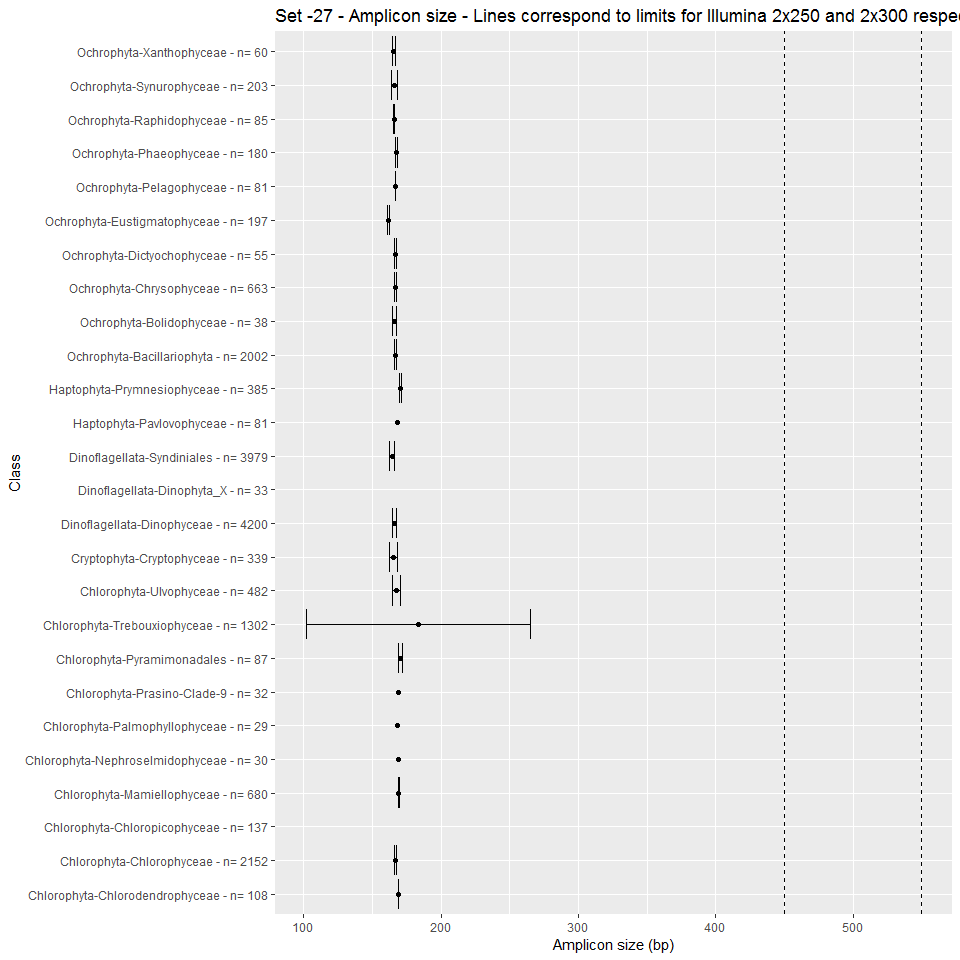 Set -27 - Amplicon size - Lines correspond to limits for Illumina 2x250 and 2x300 respec
Ochrophyta-Xanthophyceae - n= 60
Ochrophyta-Synurophyceae - n= 203
Ochrophyta-Raphidophyceae - n= 85
Ochrophyta-Phaeophyceae - n= 180
Ochrophyta-Pelagophyceae - n= 81
Ochrophyta-Eustigmatophyceae - n= 197
Ochrophyta-Dictyochophyceae - n= 55
Ochrophyta-Chrysophyceae - n= 663
Ochrophyta-Bolidophyceae - n= 38
Ochrophyta-Bacillariophyta - n= 2002
Haptophyta-Prymnesiophyceae - n= 385
Haptophyta-Pavlovophyceae - n= 81
Dinoflagellata-Syndiniales - n= 3979
Dinoflagellata-Dinophyta_X - n= 33
Dinoflagellata-Dinophyceae - n= 4200
Cryptophyta-Cryptophyceae - n= 339
Chlorophyta-Ulvophyceae - n= 482
Chlorophyta-Trebouxiophyceae - n= 1302
Chlorophyta-Pyramimonadales - n= 87
Chlorophyta-Prasino-Clade-9 - n= 32
Chlorophyta-Palmophyllophyceae - n= 29
Chlorophyta-Nephroselmidophyceae - n= 30
Chlorophyta-Mamiellophyceae - n= 680
Chlorophyta-Chloropicophyceae - n= 137
Chlorophyta-Chlorophyceae - n= 2152
Chlorophyta-Chlorodendrophyceae - n= 108
Class
100 200 300 400 500
Amplicon size (bp)